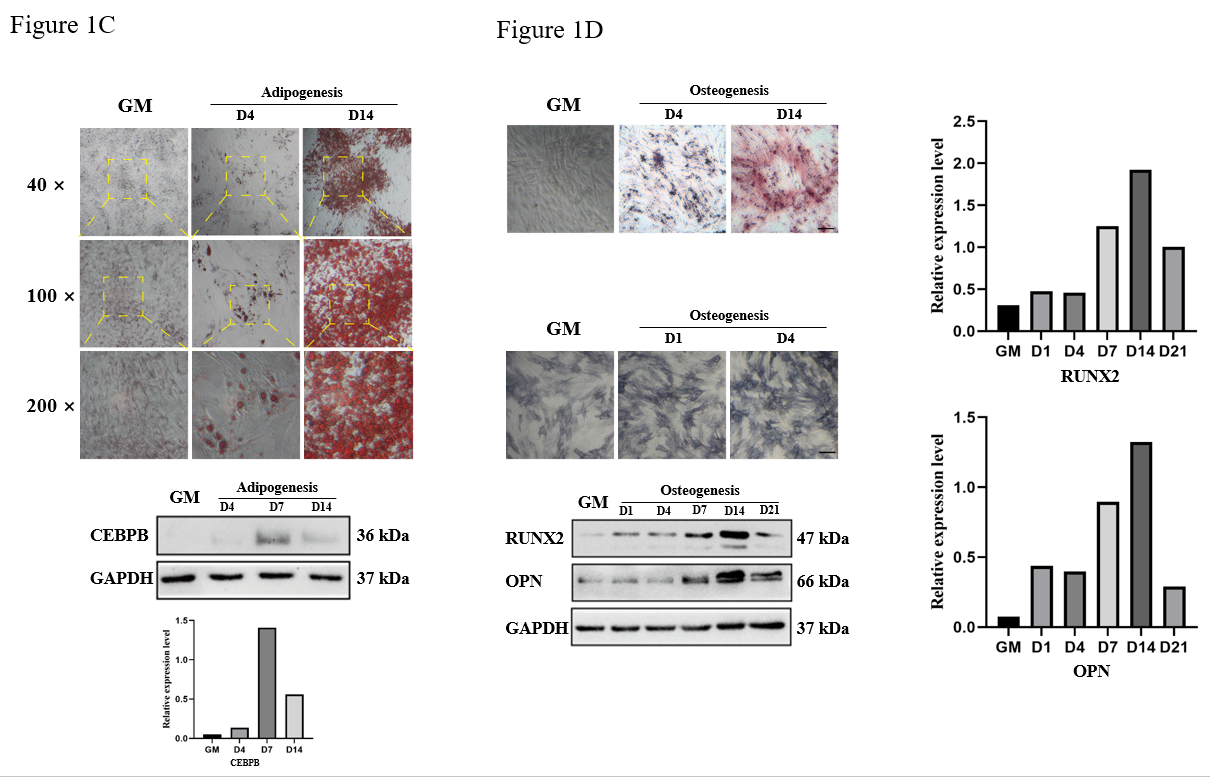 Figure 1C
GM
Adipogenesis
D4
D14
40 ×
100 ×
200 ×
GM
Adipogenesis
D4
D7
D14
CEBPB
36 kDa
GAPDH
37 kDa
Relative expression level
1.5
1.0
0.5
0.0
GM
D4
D7
D14
CEBPB
Figure 1D
GM
Osteogenesis
D4
D14
GM
Osteogenesis
D1
D4
GM
Osteogenesis
D1
D4
D7
D14
D21
RUNX2
47 kDa
OPN
66 kDa
GAPDH
37 kDa
Relative expression level
2.5
2.0
1.5
1.0
0.5
0.0
GM
D1
D4
D7
D14
D21
RUNX2
Relative expression level
1.5
1.0
0.5
0.0
GM
D1
D4
D7
D14
D21
OPN